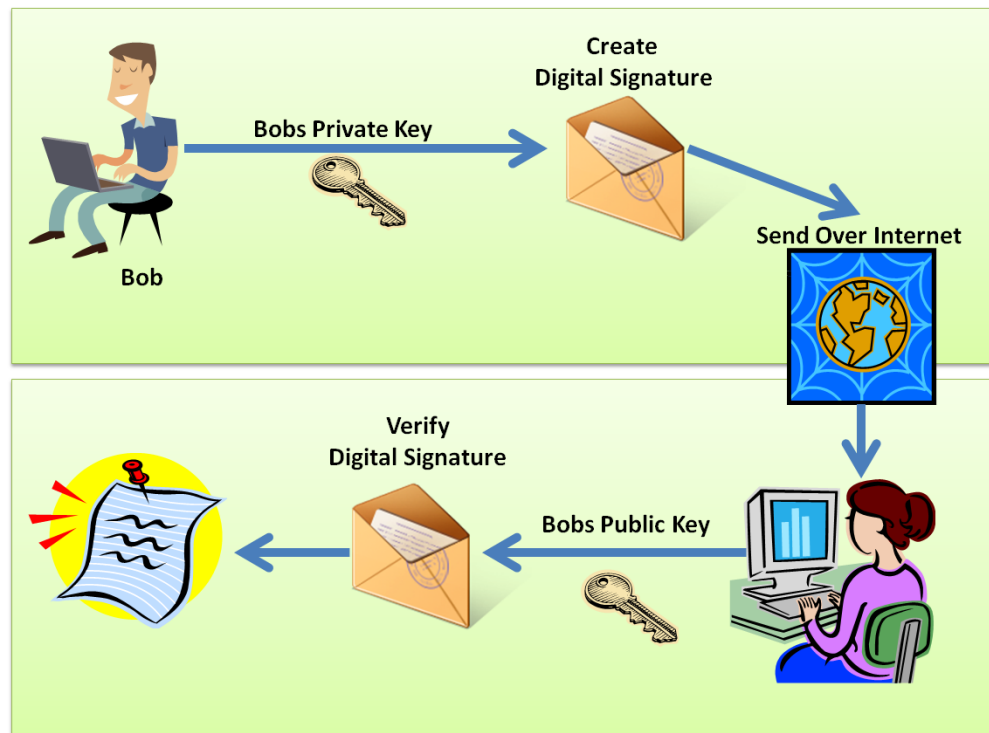 Create
Digital Signature
Bobs Private Key
Bob
Send Over Internet
Verify
Digital Signature
Bobs Public Key